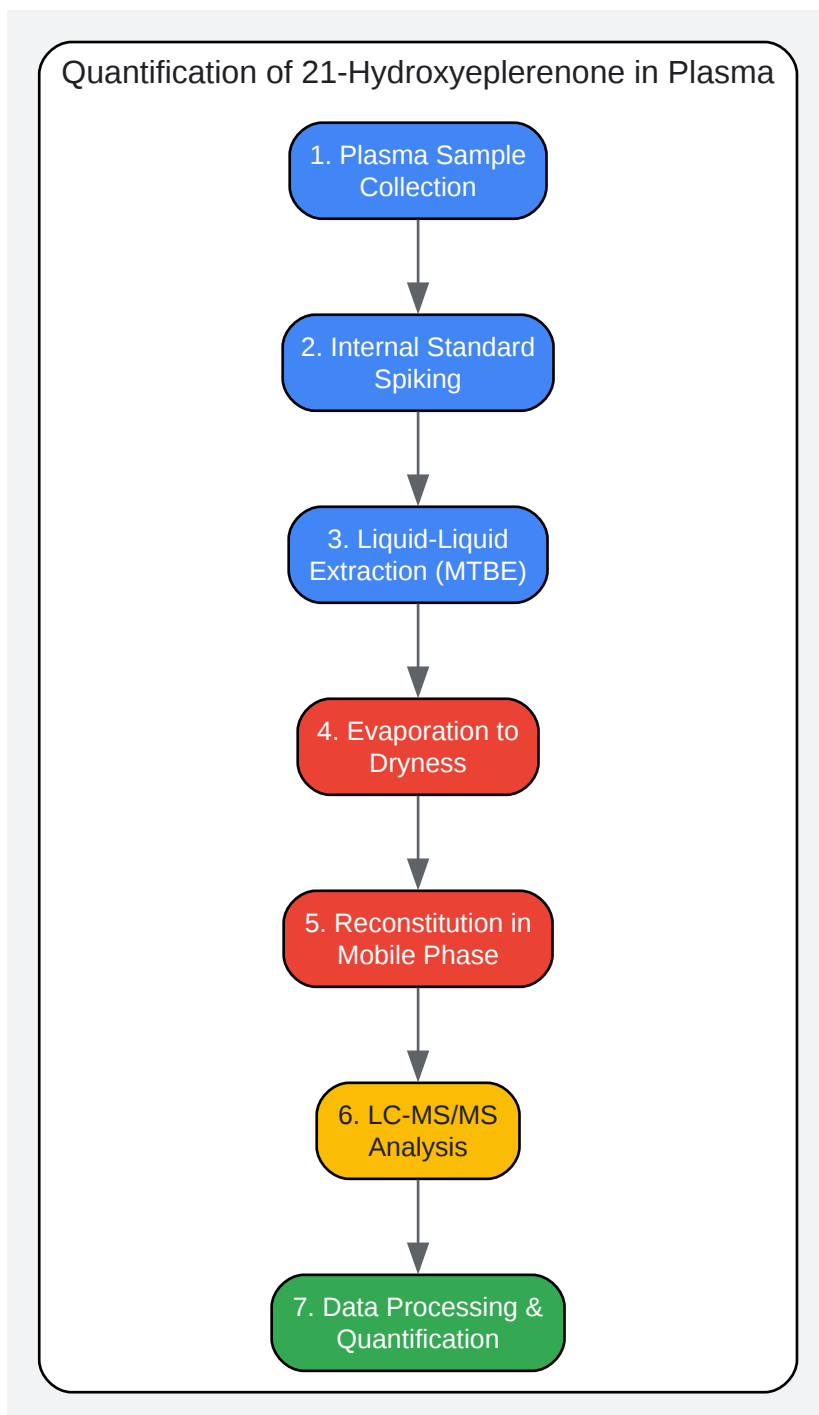 Quantification of 21-Hydroxyeplerenone in Plasma
1. Plasma Sample
Collection
2. Internal Standard
Spiking
3. Liquid-Liquid
Extraction (MTBE)
4. Evaporation to
Dryness
5. Reconstitution in
Mobile Phase
6. LC-MS/MS
Analysis
7. Data Processing &
Quantification